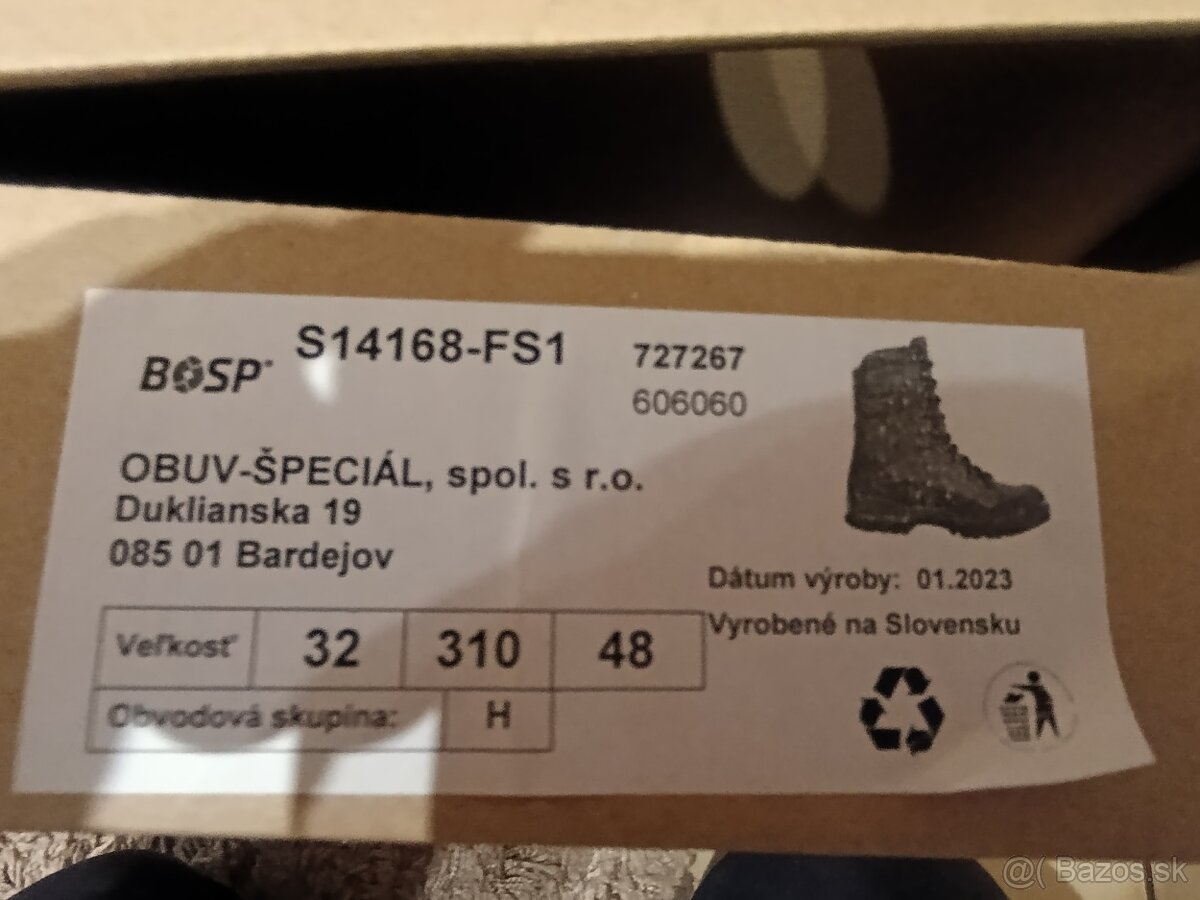 BOSP
S14168-FS1
727267
606060
OBUV-ŠPECIÁL, spol. s r.o.
Duklianska 19
085 01 Bardejov
Dátum výroby: 01.2023
Vyrobené na Slovensku
Veľkosť 32 310 48
Obvodová skupina: H
@( Bazos.sk